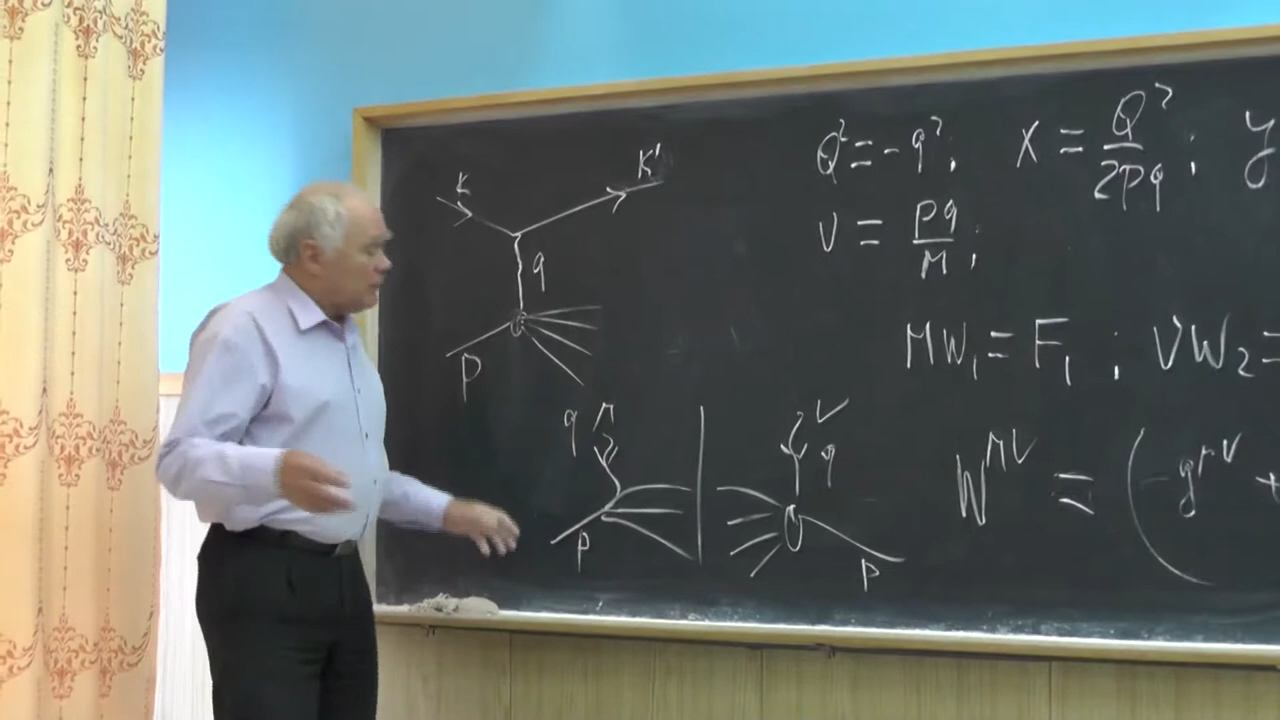 K K'
q
P
q μ ν q
P P
Q² = -q²; x = Q²/2pq; y
ν = pq/M;
MW₁ = F₁; νW₂ =
W^μν = (-g^μν +